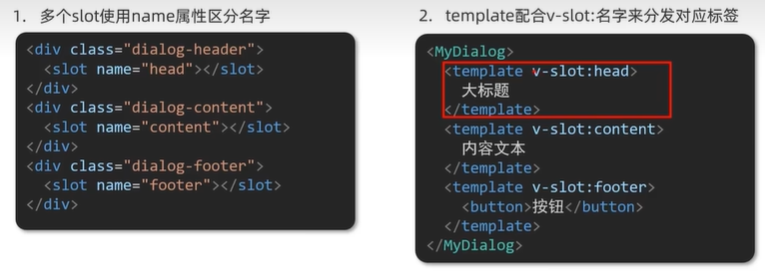 1. 多个slot使用name属性区分名字
<div class="dialog-header">
  <slot name="head"></slot>
</div>
<div class="dialog-content">
  <slot name="content"></slot>
</div>
<div class="dialog-footer">
  <slot name="footer"></slot>
</div>
2. template配合v-slot:名字来分发对应标签
<MyDialog>
  <template v-slot:head>
    大标题
  </template>
  <template v-slot:content>
    内容文本
  </template>
  <template v-slot:footer>
    <button>按钮</button>
  </template>
</MyDialog>